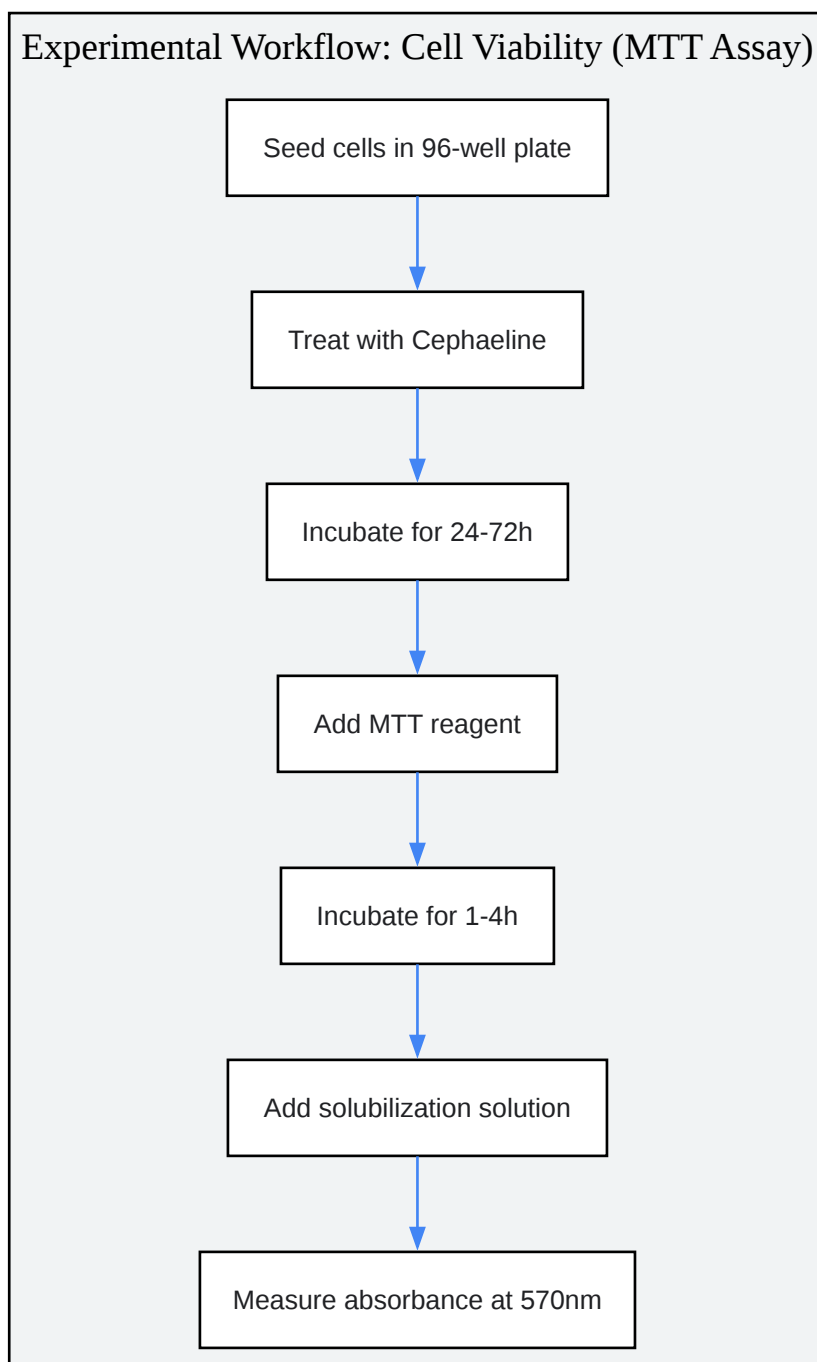 Experimental Workflow: Cell Viability (MTT Assay)
Seed cells in 96-well plate
Treat with Cephaeline
Incubate for 24-72h
Add MTT reagent
Incubate for 1-4h
Add solubilization solution
Measure absorbance at 570nm